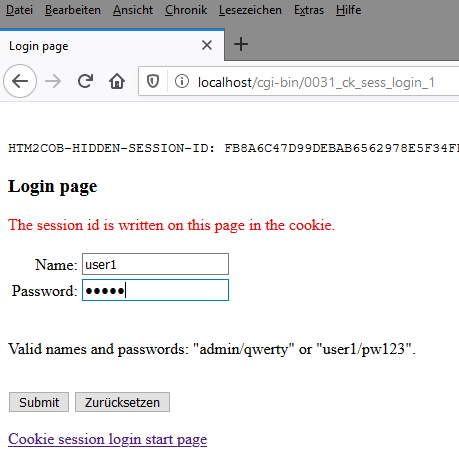 Datei Bearbeiten Ansicht Chronik Lesezeichen Extras Hilfe
Login page
localhost/cgi-bin/0031_ck_sess_login_1
HTM2COB-HIDDEN-SESSION-ID: FB8A6C47D99DEBAB6562978E5F34F
Login page
The session id is written on this page in the cookie.
Name: user1
Password: •••••
Valid names and passwords: "admin/qwerty" or "user1/pw123".
Submit Zurücksetzen
Cookie session login start page